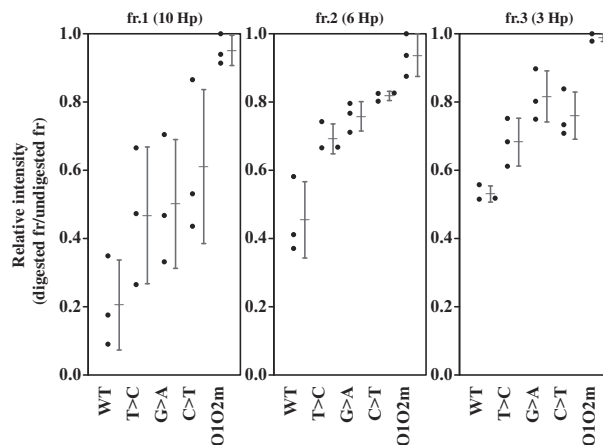 fr.1 (10 Hp) fr.2 (6 Hp) fr.3 (3 Hp)
Relative intensity
(digested fr/undigested fr)
1.0 1.0 1.0
0.8 0.8 0.8
0.6 0.6 0.6
0.4 0.4 0.4
0.2 0.2 0.2
0.0 0.0 0.0
WT T>C G>A C>T O1O2m WT T>C G>A C>T O1O2m WT T>C G>A C>T O1O2m